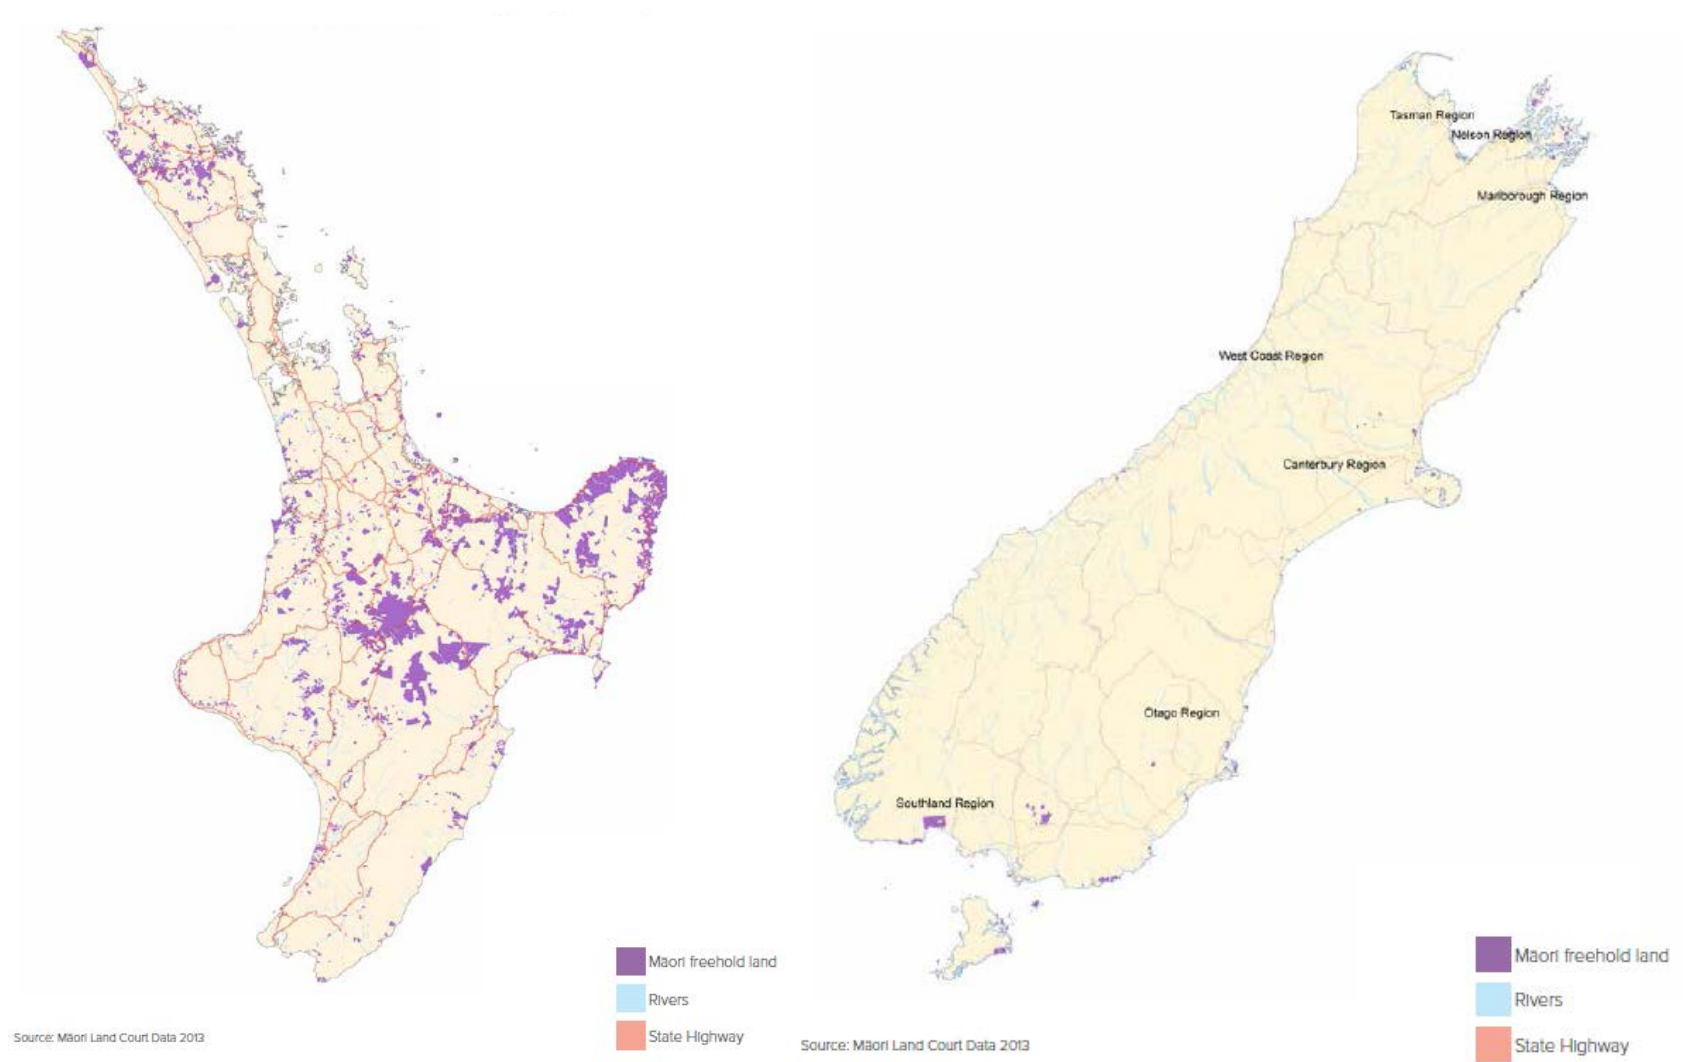 Tasman Region
Nelson Region
Marlborough Region
West Coast Region
Canterbury Region
Otago Region
Southland Region
Māori freehold land
Rivers
State Highway
Source: Māori Land Court Data 2013
Māori freehold land
Rivers
State Highway
Source: Māori Land Court Data 2013